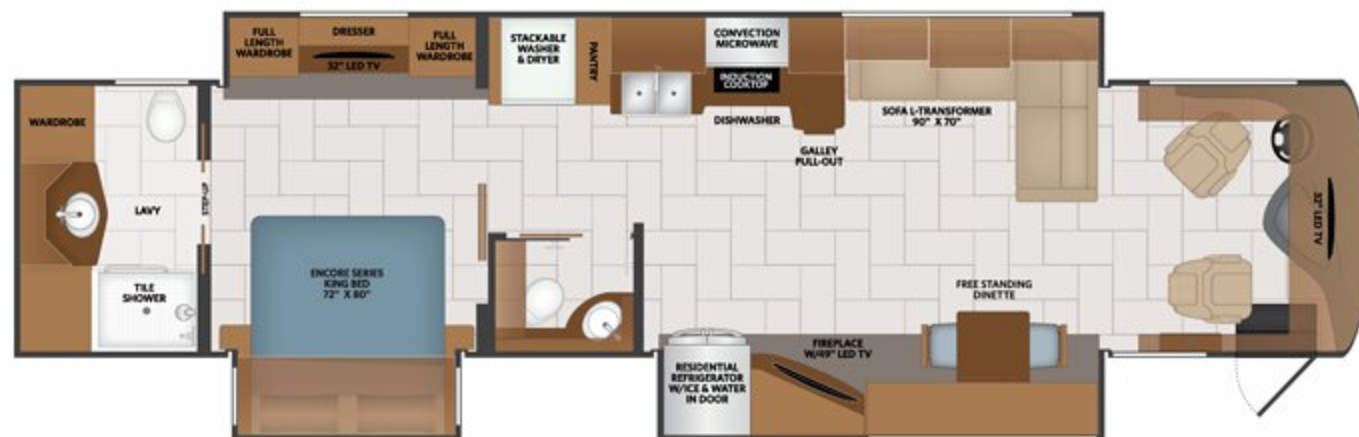 FULL
LENGTH
WARDROBE
DRESSER
32" LED TV
FULL
LENGTH
WARDROBE
STACKABLE
WASHER
& DRYER
PANTRY
CONVECTION
MICROWAVE
INDUCTION
COOKTOP
DISHWASHER
GALLEY
PULL-OUT
SOFA L-TRANSFORMER
90" X 70"
32" LED TV
WARDROBE
LAVY
STEP-UP
TILE
SHOWER
ENCORE SERIES
KING BED
72" X 80"
FREE STANDING
DINETTE
FIREPLACE
W/49" LED TV
RESIDENTIAL
REFRIGERATOR
W/ICE & WATER
IN DOOR